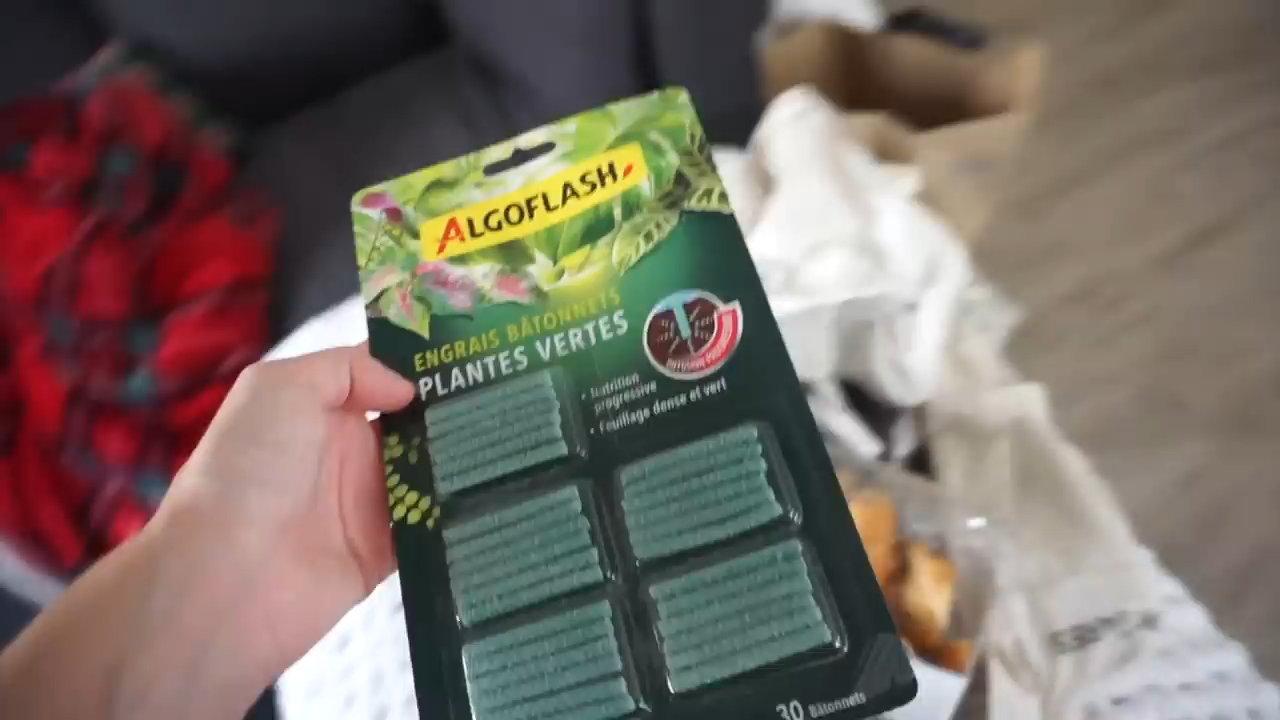 ALGOFLASH
ENGRAIS BÂTONNETS
PLANTES VERTES
• Nutrition
progressive
• Feuillage dense et vert
30 Bâtonnets